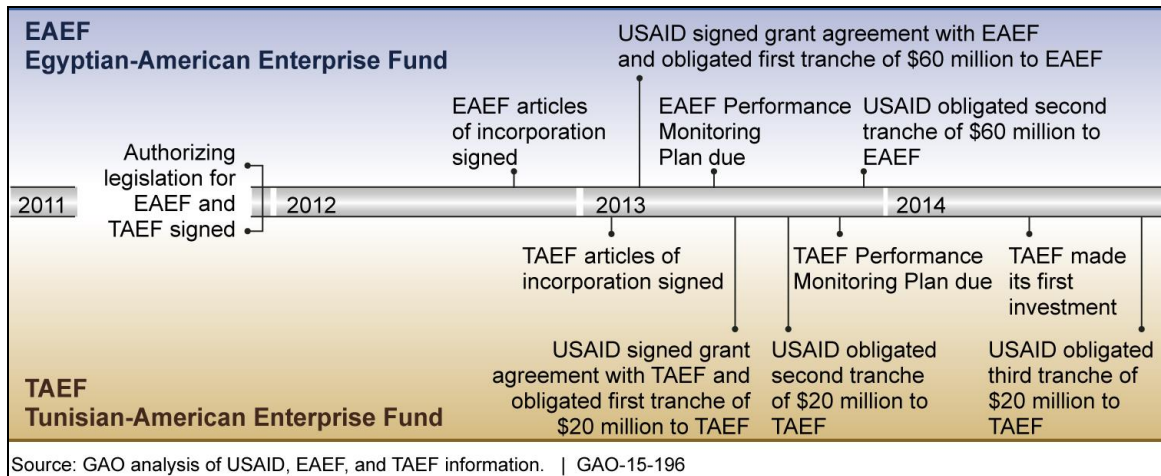 EAEF
Egyptian-American Enterprise Fund
USAID signed grant agreement with EAEF
and obligated first tranche of $60 million to EAEF
EAEF articles
of incorporation
signed
EAEF Performance
Monitoring
Plan due
USAID obligated second
tranche of $60 million to
EAEF
Authorizing
legislation for
EAEF and
TAEF signed
2011
2012
2013
2014
TAEF articles of
incorporation signed
TAEF Performance
Monitoring Plan due
TAEF made
its first
investment
USAID signed grant
agreement with TAEF and
obligated first tranche of
$20 million to TAEF
USAID obligated
second tranche
of $20 million to
TAEF
USAID obligated
third tranche of
$20 million to
TAEF
TAEF
Tunisian-American Enterprise Fund
Source: GAO analysis of USAID, EAEF, and TAEF information. | GAO-15-196